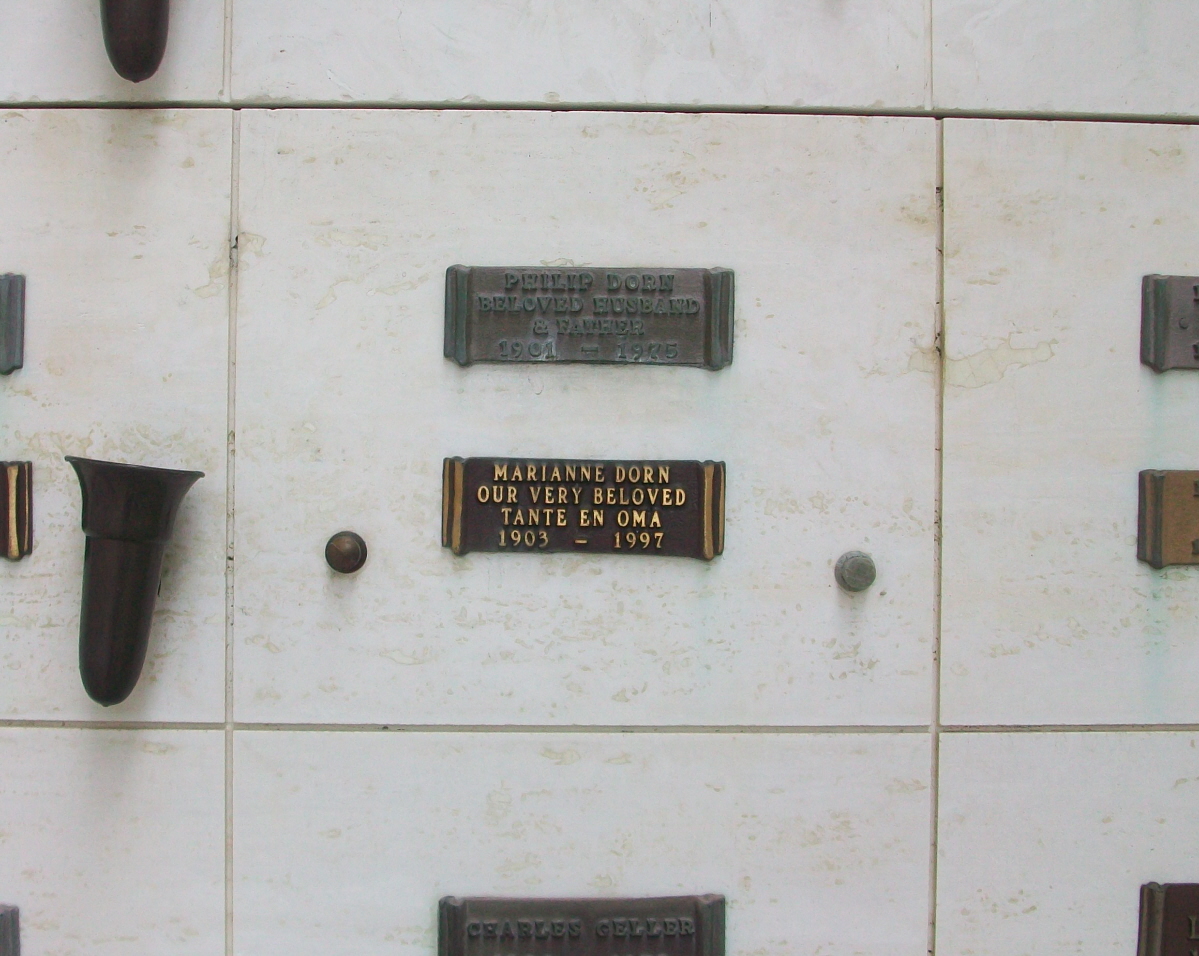 PHILIP DORN
BELOVED HUSBAND
& FATHER
1901 – 1975
MARIANNE DORN
OUR VERY BELOVED
TANTE EN OMA
1903 – 1997
CHARLES GELLER